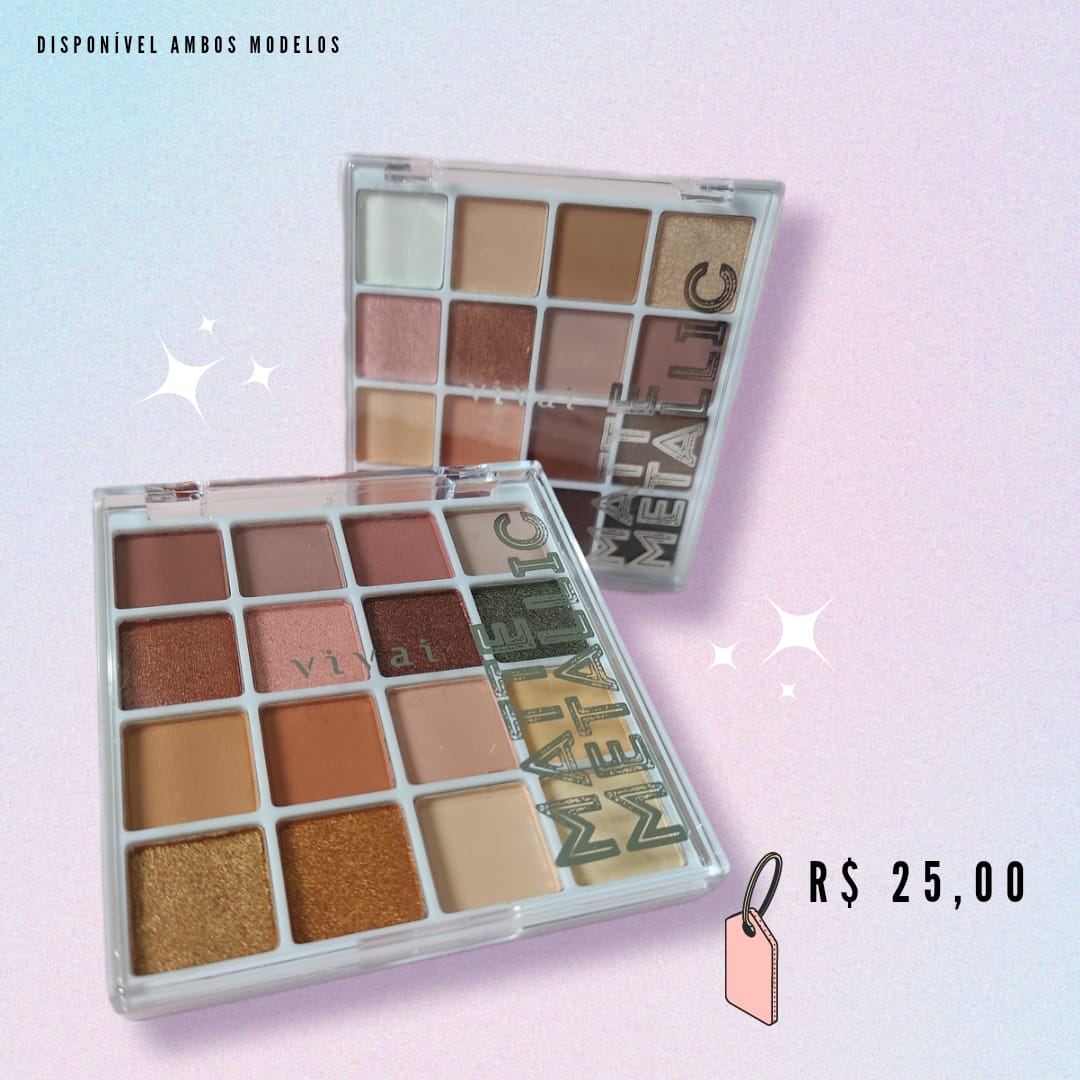 DISPONÍVEL AMBOS MODELOS
vivai
MATTE
METALLIC
vivai
MATTE
METALLIC
R$ 25,00